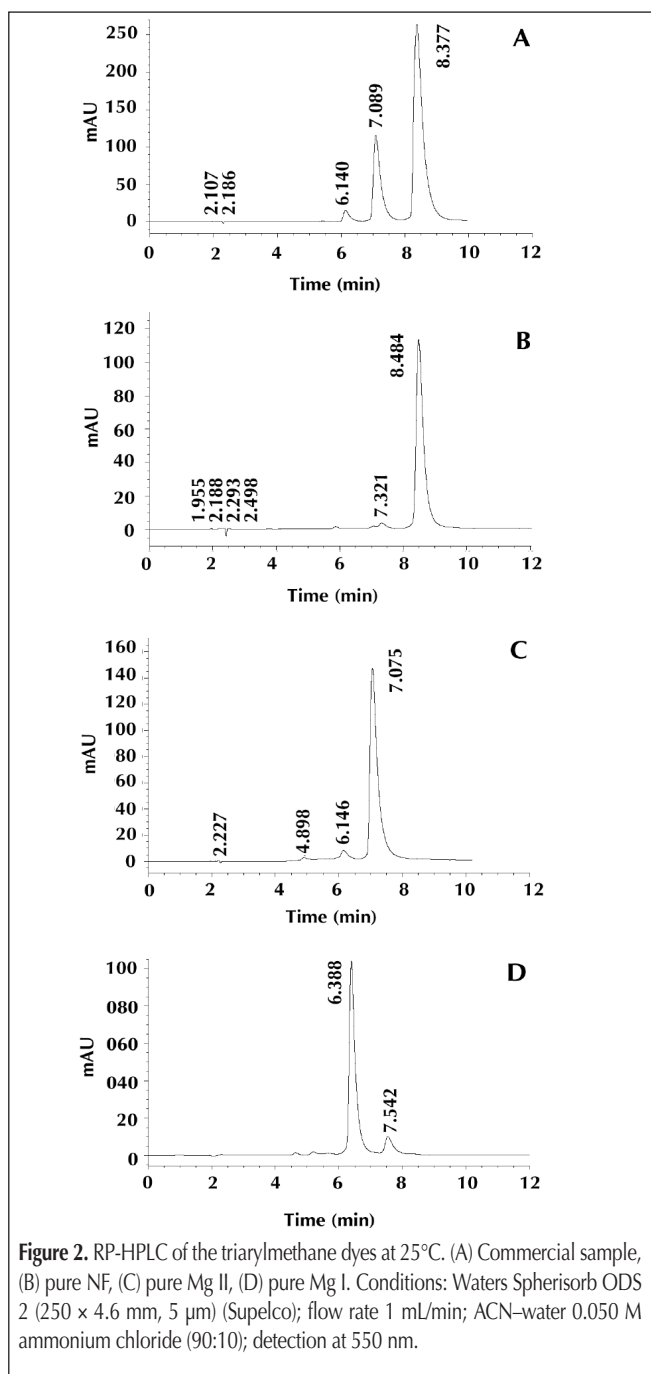 A
250
200
150
100
50
0
mAU
2.107
2.186
6.140
7.089
8.377
0 2 4 6 8 10 12
Time (min)
B
120
100
80
60
40
20
0
mAU
1.955
2.188
2.293
2.498
7.321
8.484
0 2 4 6 8 10 12
Time (min)
C
160
140
120
100
80
60
40
20
0
mAU
2.227
4.898
6.146
7.075
0 2 4 6 8 10 12
Time (min)
D
100
080
060
040
20
0
mAU
6.388
7.542
0 2 4 6 8 10 12
Time (min)
Figure 2. RP-HPLC of the triarylmethane dyes at 25°C. (A) Commercial sample,
(B) pure NF, (C) pure Mg II, (D) pure Mg I. Conditions: Waters Spherisorb ODS
2 (250 × 4.6 mm, 5 µm) (Supelco); flow rate 1 mL/min; ACN–water 0.050 M
ammonium chloride (90:10); detection at 550 nm.